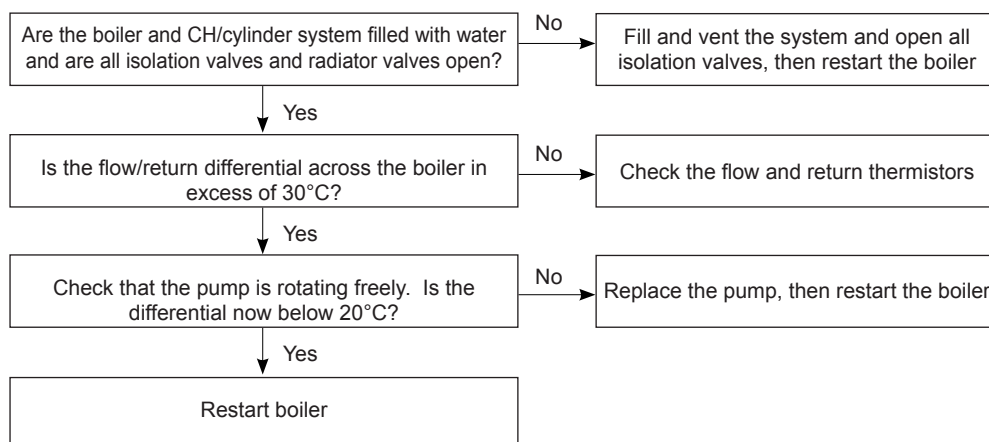 Are the boiler and CH/cylinder system filled with water
and are all isolation valves and radiator valves open?
No
Fill and vent the system and open all
isolation valves, then restart the boiler
Yes
Is the flow/return differential across the boiler in
excess of 30°C?
No
Check the flow and return thermistors
Yes
Check that the pump is rotating freely.  Is the
differential now below 20°C?
No
Replace the pump, then restart the boiler
Yes
Restart boiler